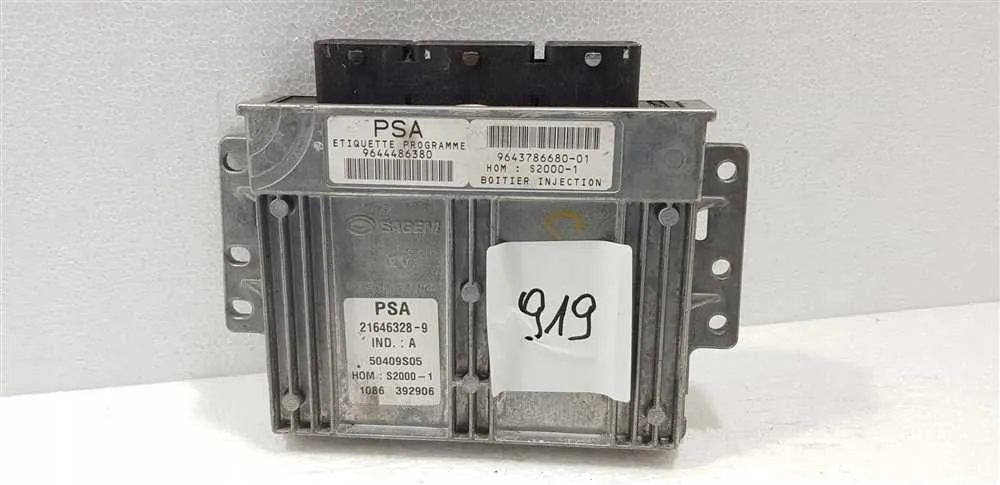 PSA
ETIQUETTE PROGRAMME
9644486380
9643786680-01
HOM : S2000-1
BOITIER INJECTION
SAGEM
PSA
21646328-9
IND.: A
50409S05
HOM : S2000-1
1086 392906
919